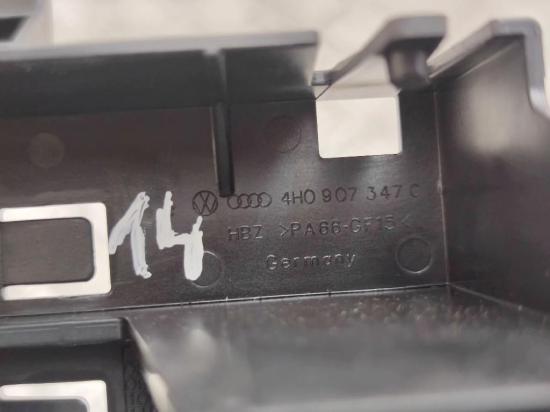 14
4H0 907 347 C
HBZ >PA66-GF15<
Germany